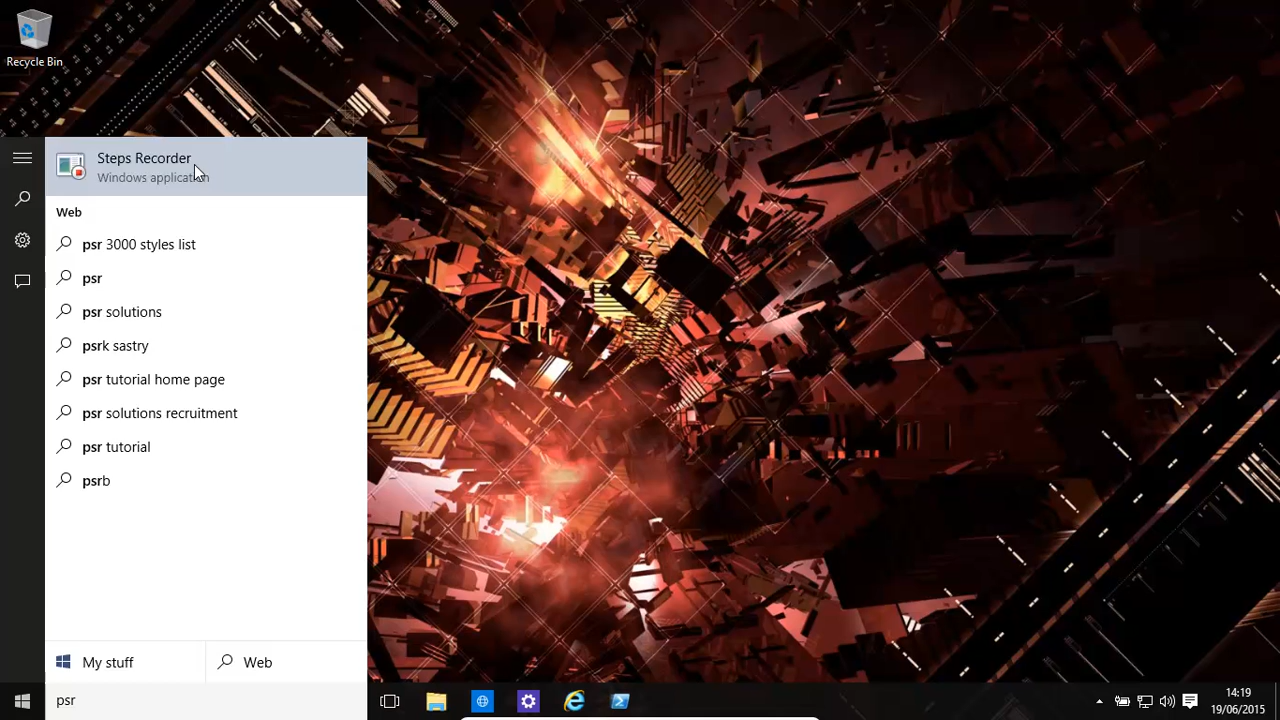 Recycle Bin
Steps Recorder
Windows application
Web
psr 3000 styles list
psr
psr solutions
psrk sastry
psr tutorial home page
psr solutions recruitment
psr tutorial
psrb
My stuff
Web
psr
14:19
19/06/2015